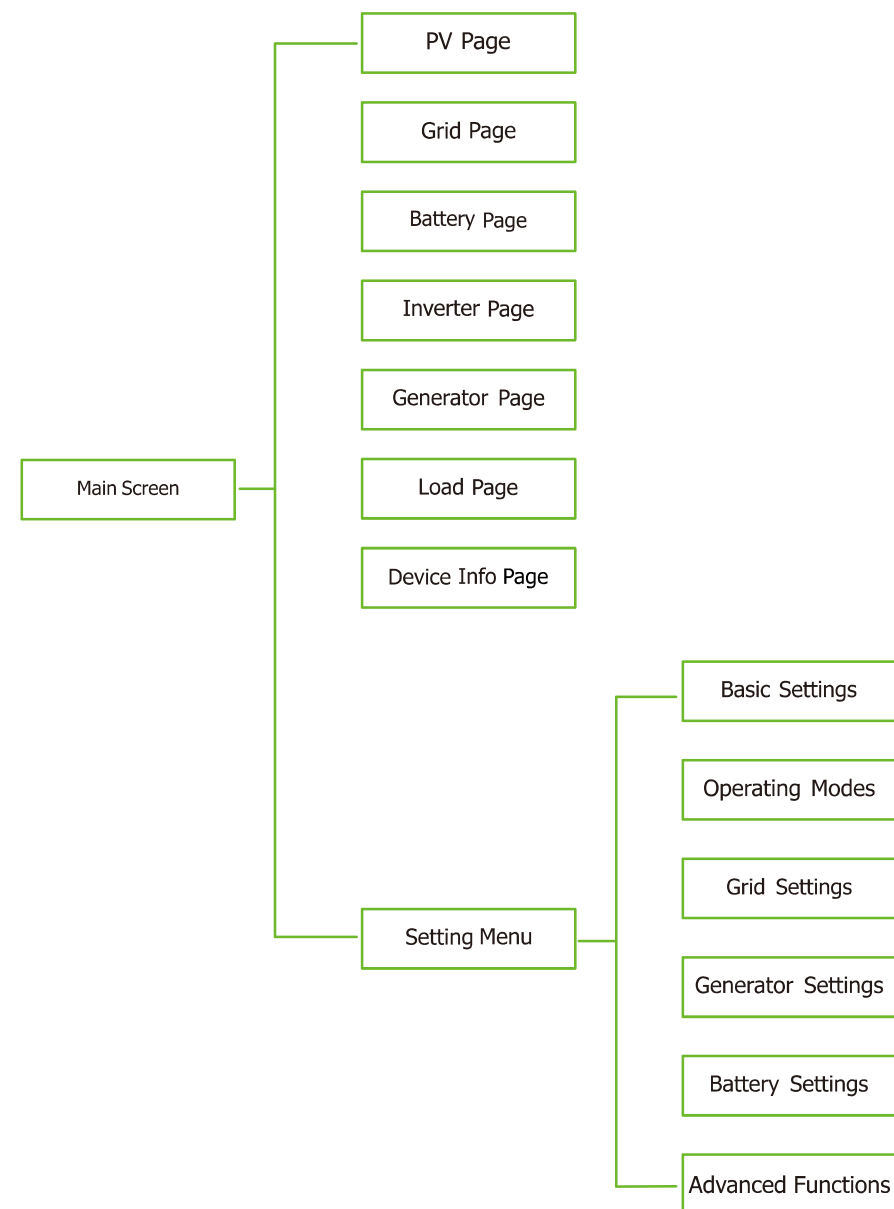 PV Page
Grid Page
Battery Page
Inverter Page
Generator Page
Main Screen
Load Page
Device Info Page
Basic Settings
Operating Modes
Grid Settings
Setting Menu
Generator Settings
Battery Settings
Advanced Functions